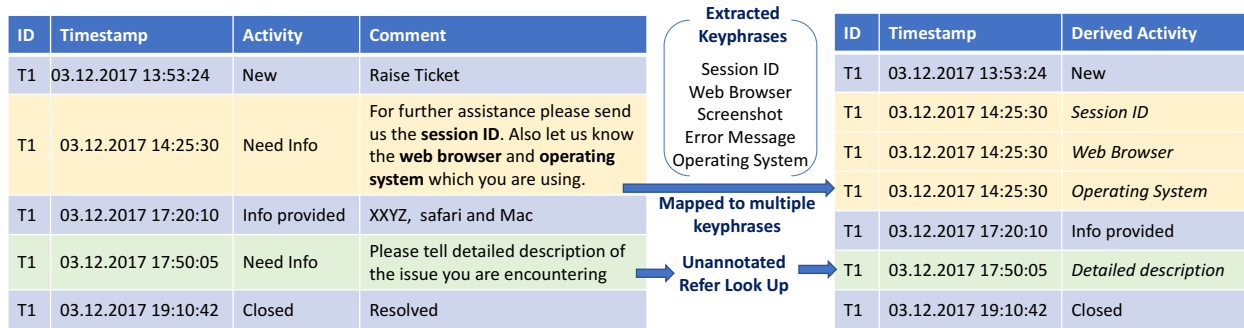 ID Timestamp Activity Comment
T1 03.12.2017 13:53:24 New Raise Ticket
T1 03.12.2017 14:25:30 Need Info For further assistance please send
us the session ID. Also let us know
the web browser and operating
system which you are using.
T1 03.12.2017 17:20:10 Info provided XXYZ, safari and Mac
T1 03.12.2017 17:50:05 Need Info Please tell detailed description of
the issue you are encountering
T1 03.12.2017 19:10:42 Closed Resolved
Extracted
Keyphrases
Session ID
Web Browser
Screenshot
Error Message
Operating System
Mapped to multiple
keyphrases
Unannotated
Refer Look Up
ID Timestamp Derived Activity
T1 03.12.2017 13:53:24 New
T1 03.12.2017 14:25:30 Session ID
T1 03.12.2017 14:25:30 Web Browser
T1 03.12.2017 14:25:30 Operating System
T1 03.12.2017 17:20:10 Info provided
T1 03.12.2017 17:50:05 Detailed description
T1 03.12.2017 19:10:42 Closed